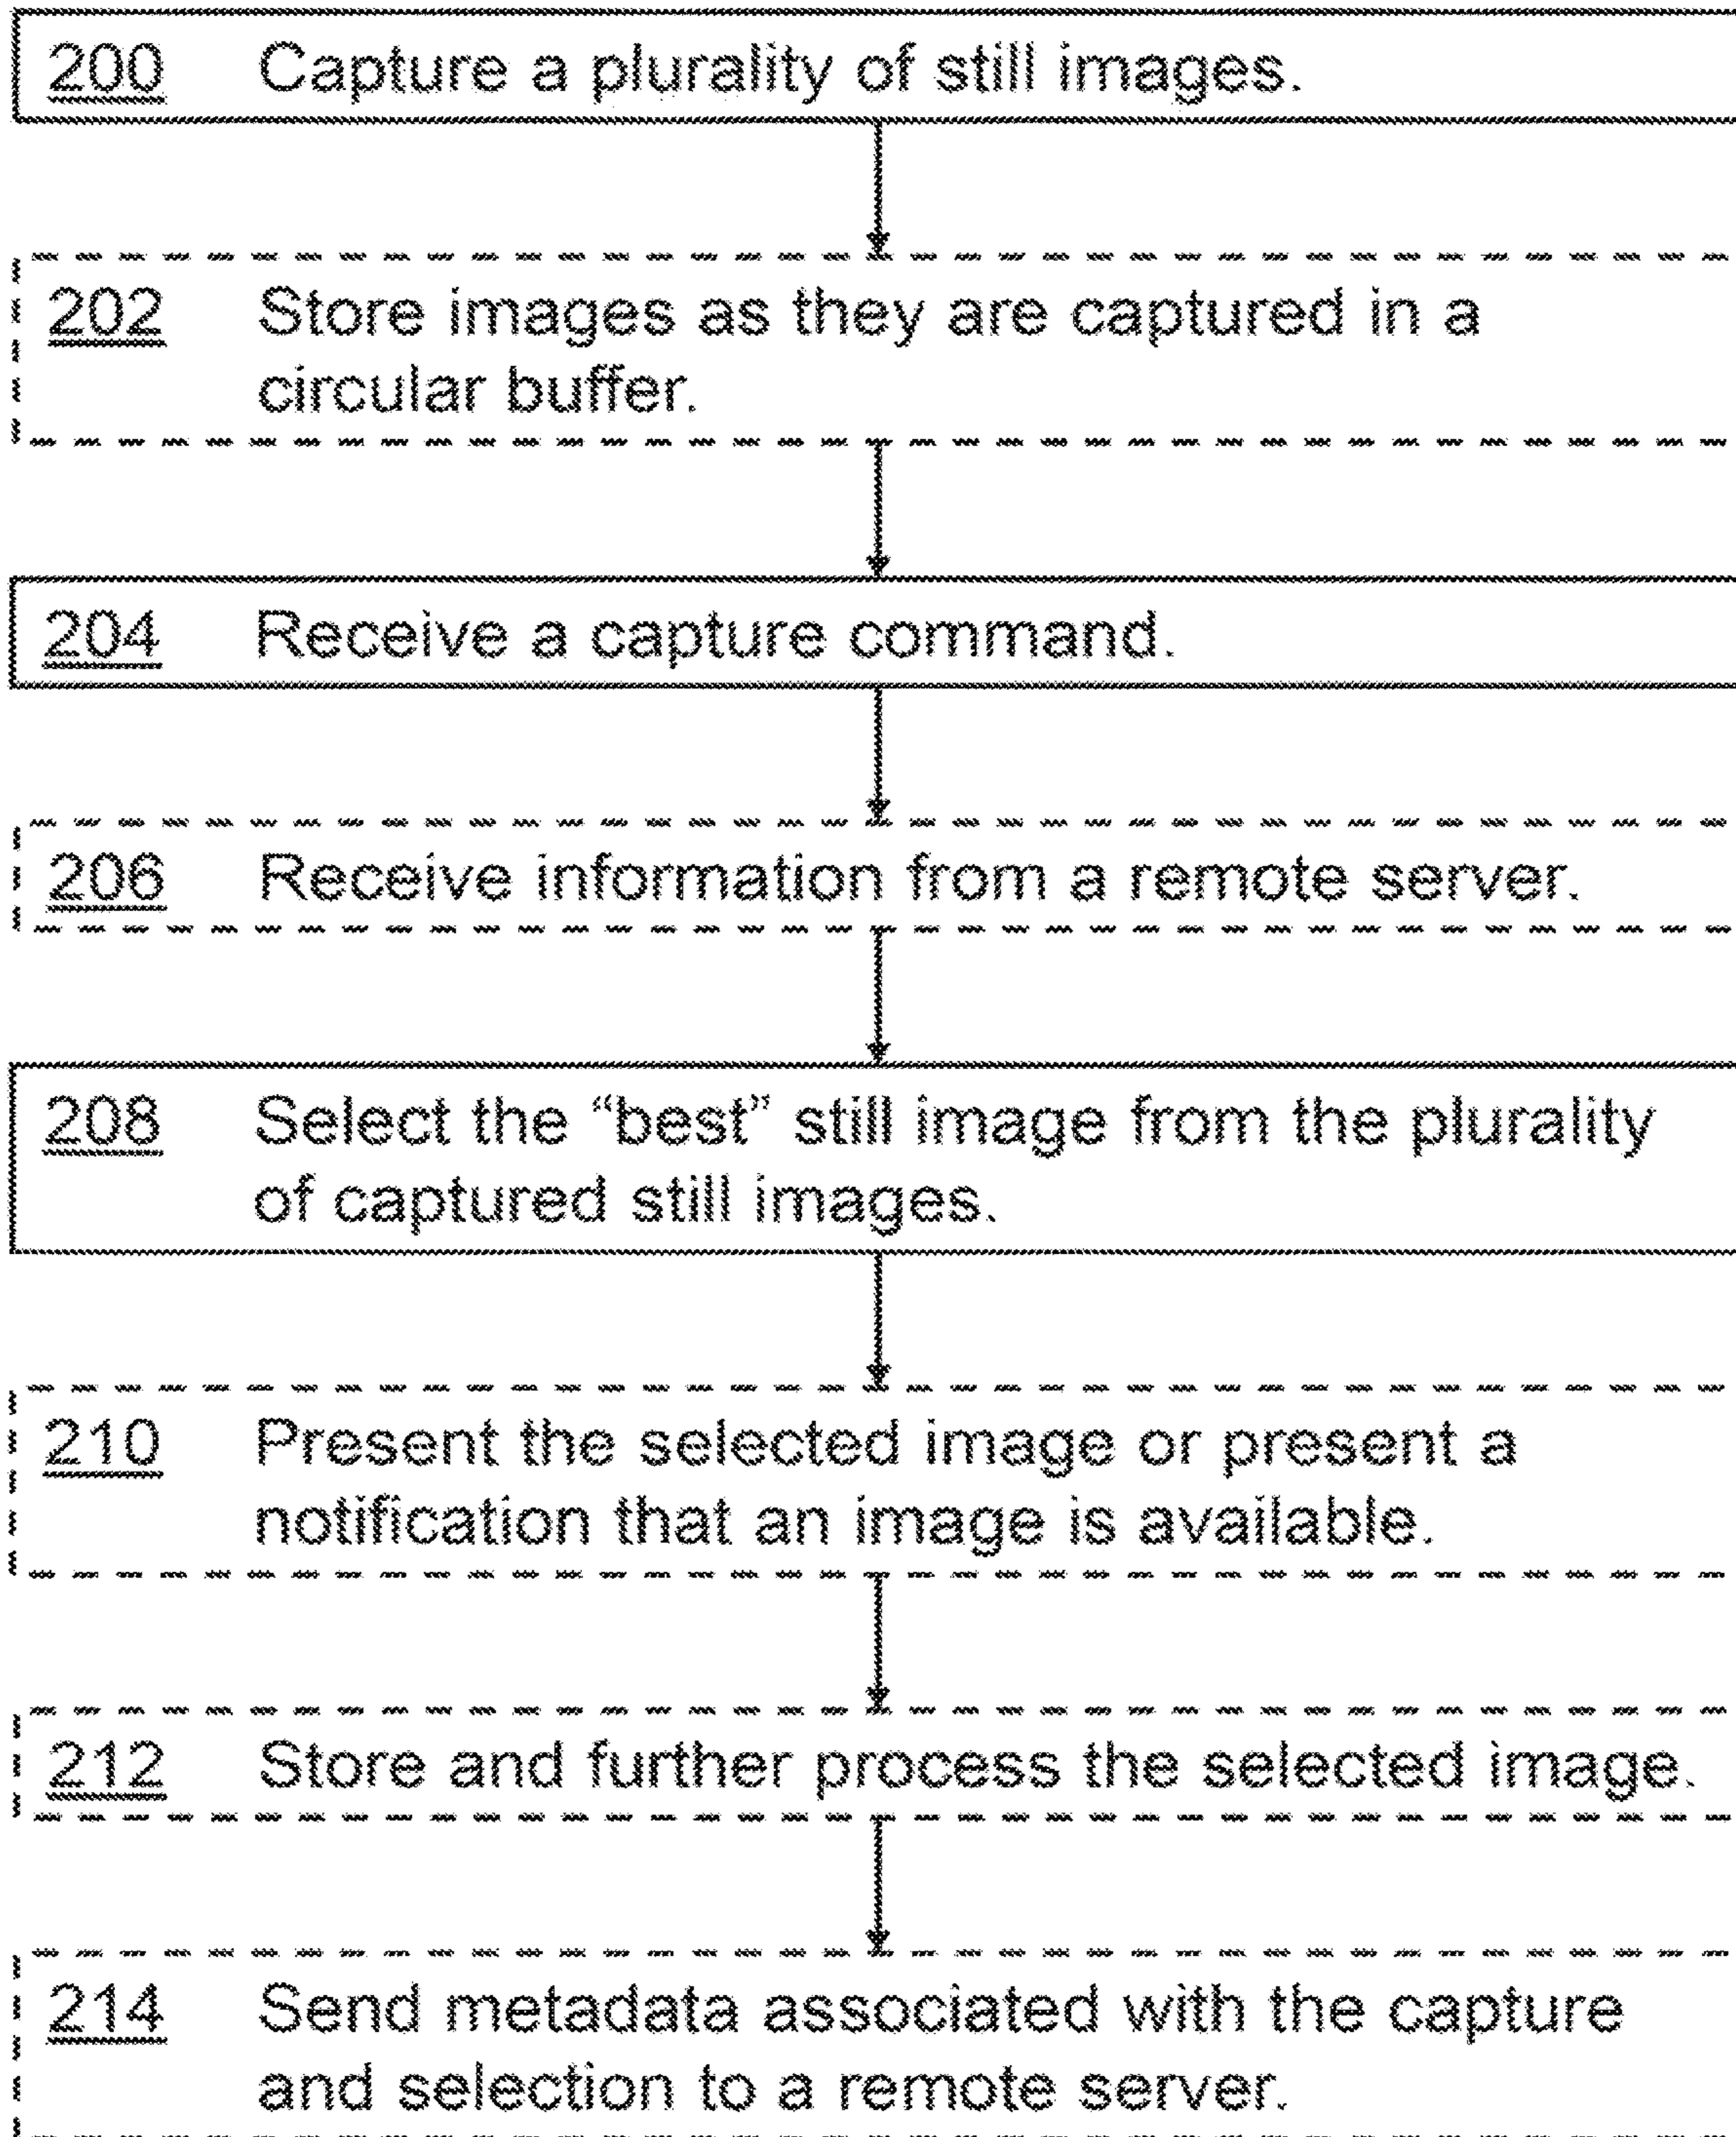 200 Capture a plurality of still images.
202 Store images as they are captured in a
circular buffer.
204 Receive a capture command.
206 Receive information from a remote server.
208 Select the “best” still image from the plurality
of captured still images.
210 Present the selected image or present a
notification that an image is available.
212 Store and further process the selected image.
214 Send metadata associated with the capture
and selection to a remote server.